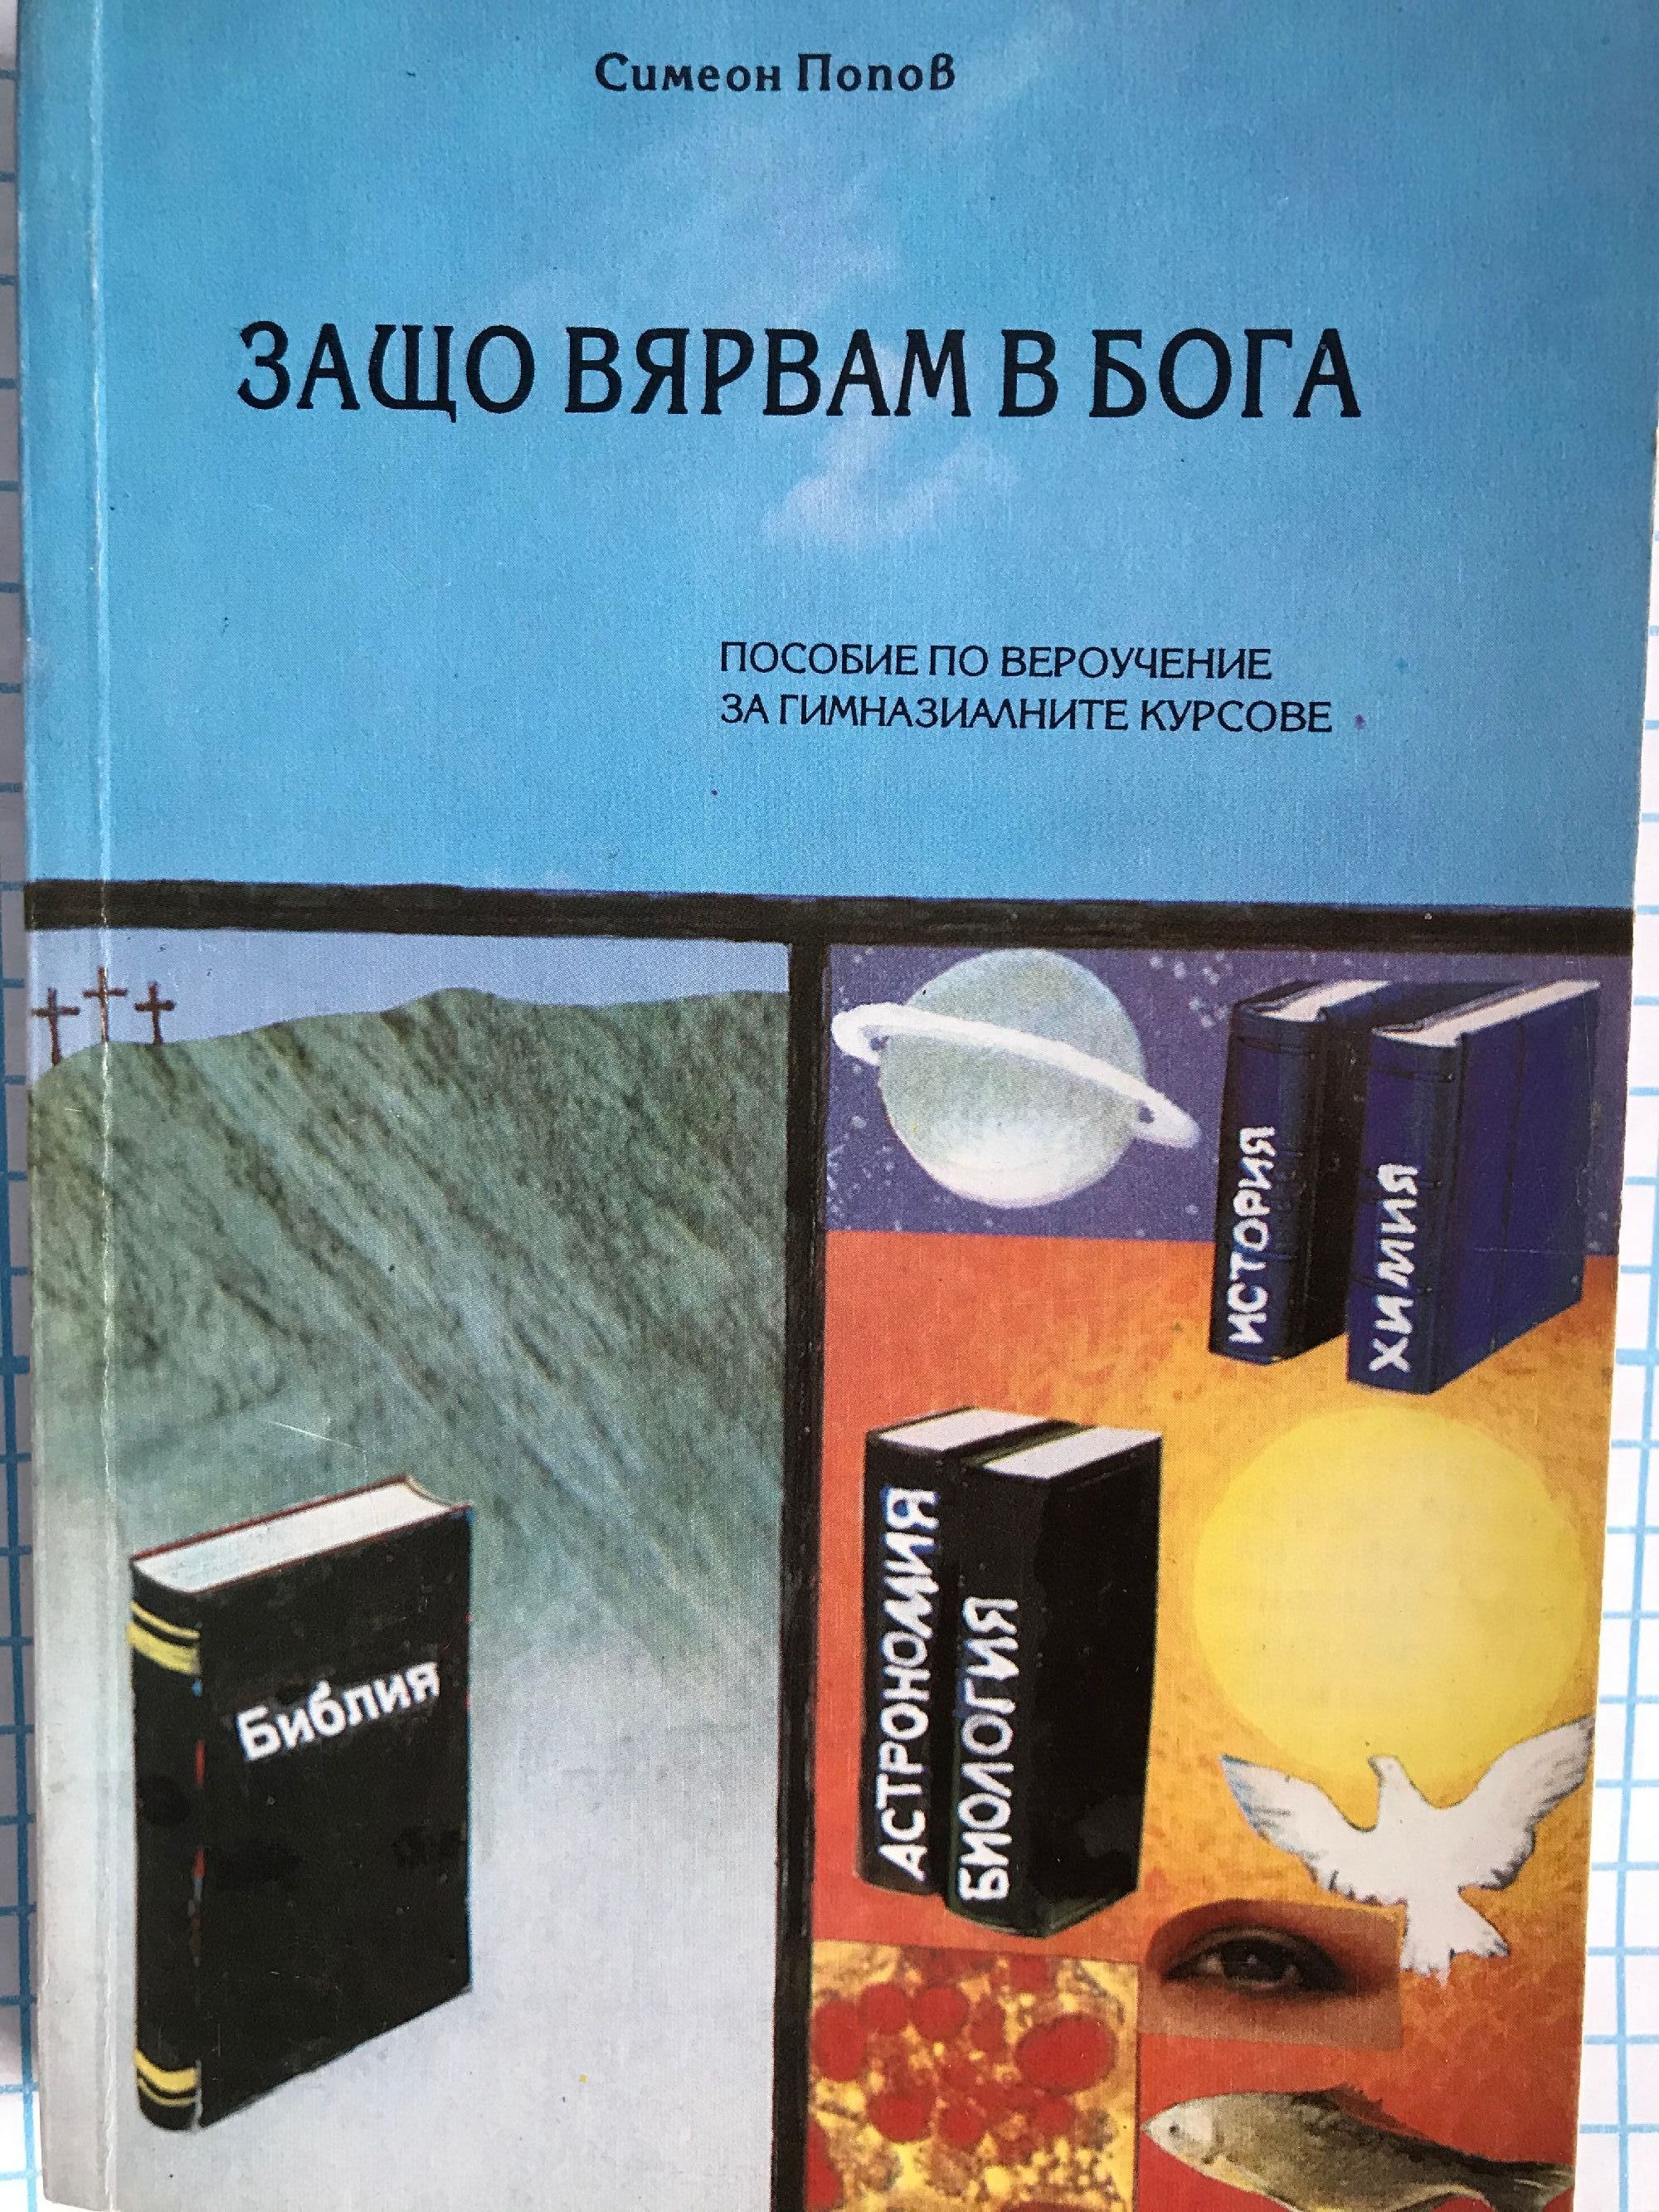 Симеон Попов
ЗАЩО ВЯРВАМ В БОГА
ПОСОБИЕ ПО ВЕРОУЧЕНИЕ
ЗА ГИМНАЗИАЛНИТЕ КУРСОВЕ
ИСТОРИЯ
ХИМИЯ
АСТРОНОМИЯ
БИОЛОГИЯ
Библия